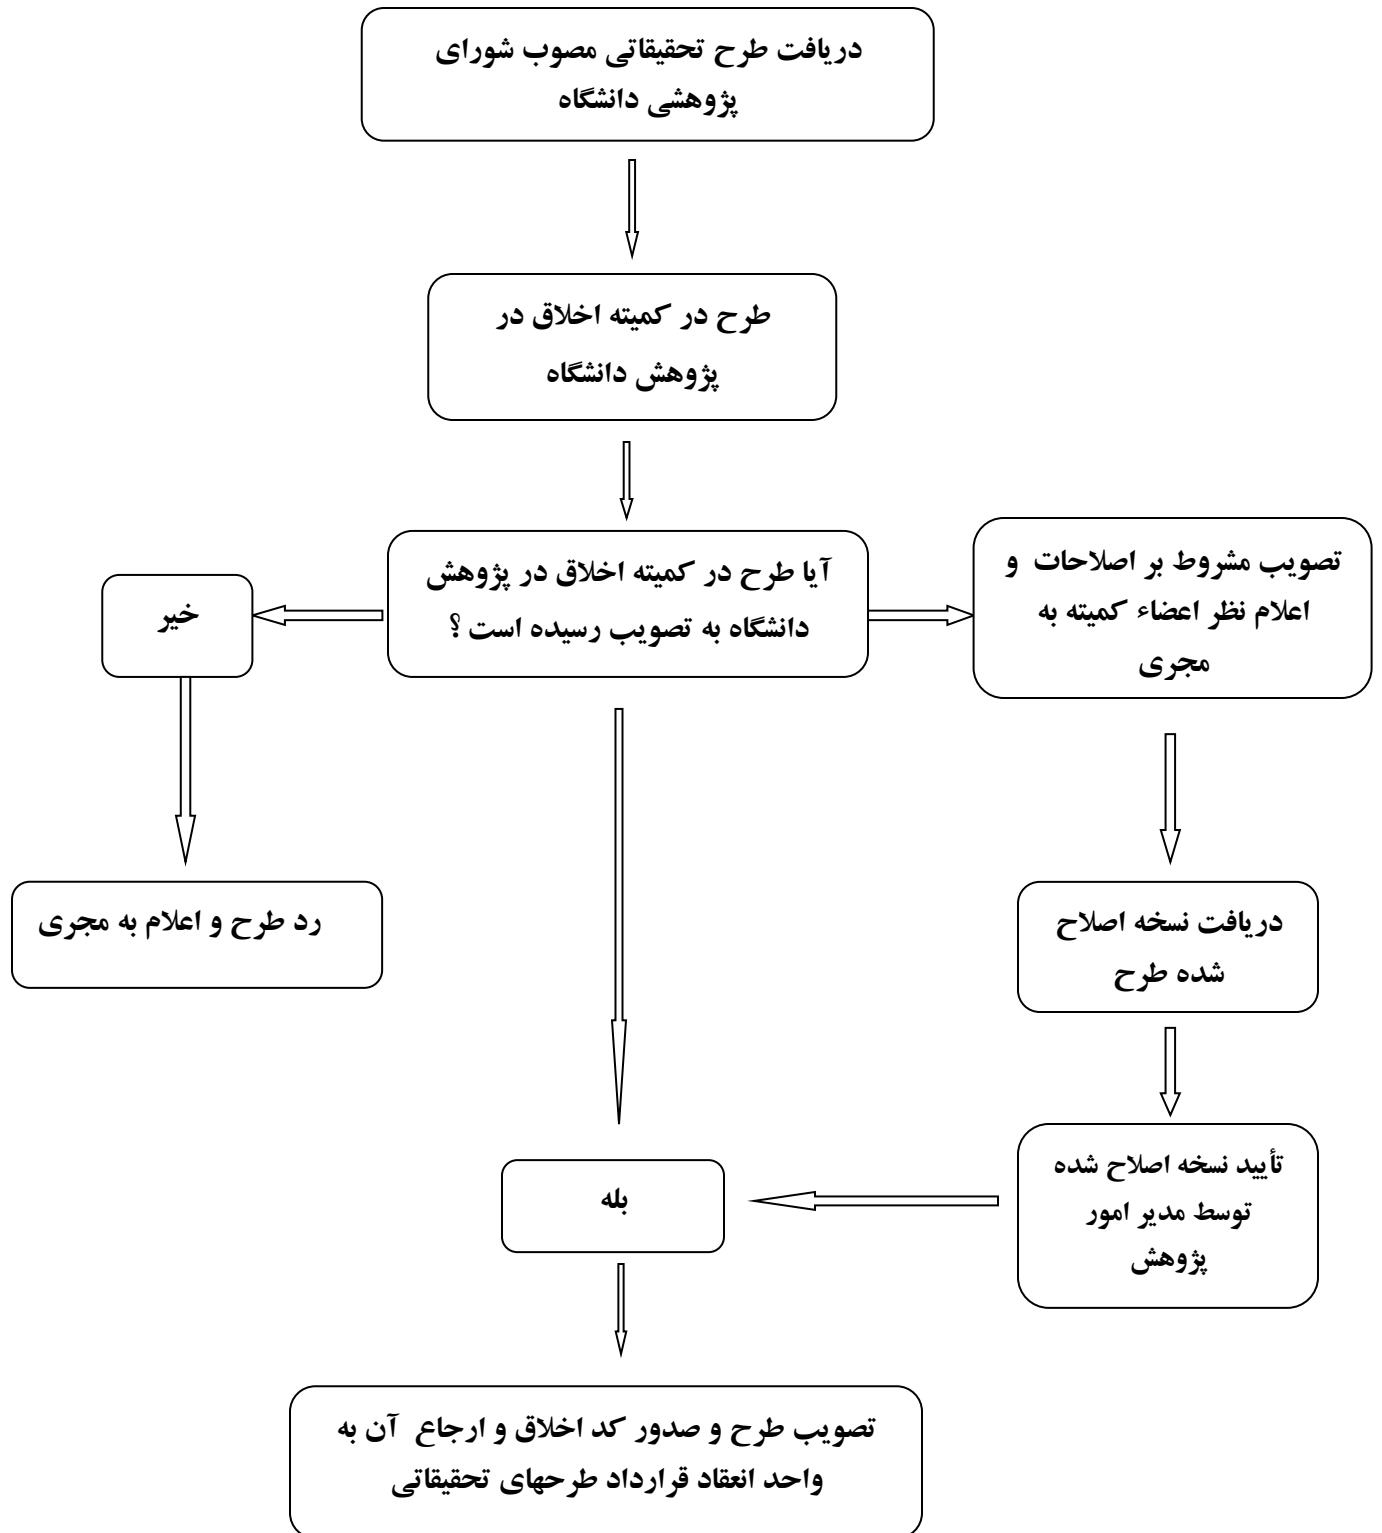 دریافت طرح تحقیقاتی مصوب شورای
پژوهشی دانشگاه
طرح در کمیته اخلاق در
پژوهش دانشگاه
آیا طرح در کمیته اخلاق در پژوهش
دانشگاه به تصویب رسیده است ؟
تصویب مشروط بر اصلاحات و
اعلام نظر اعضاء کمیته به
مجری
خیر
رد طرح و اعلام به مجری
دریافت نسخه اصلاح
شده طرح
تأیید نسخه اصلاح شده
توسط مدیر امور
پژوهش
بله
تصویب طرح و صدور کد اخلاق و ارجاع آن به
واحد انعقاد قرارداد طرحهای تحقیقاتی